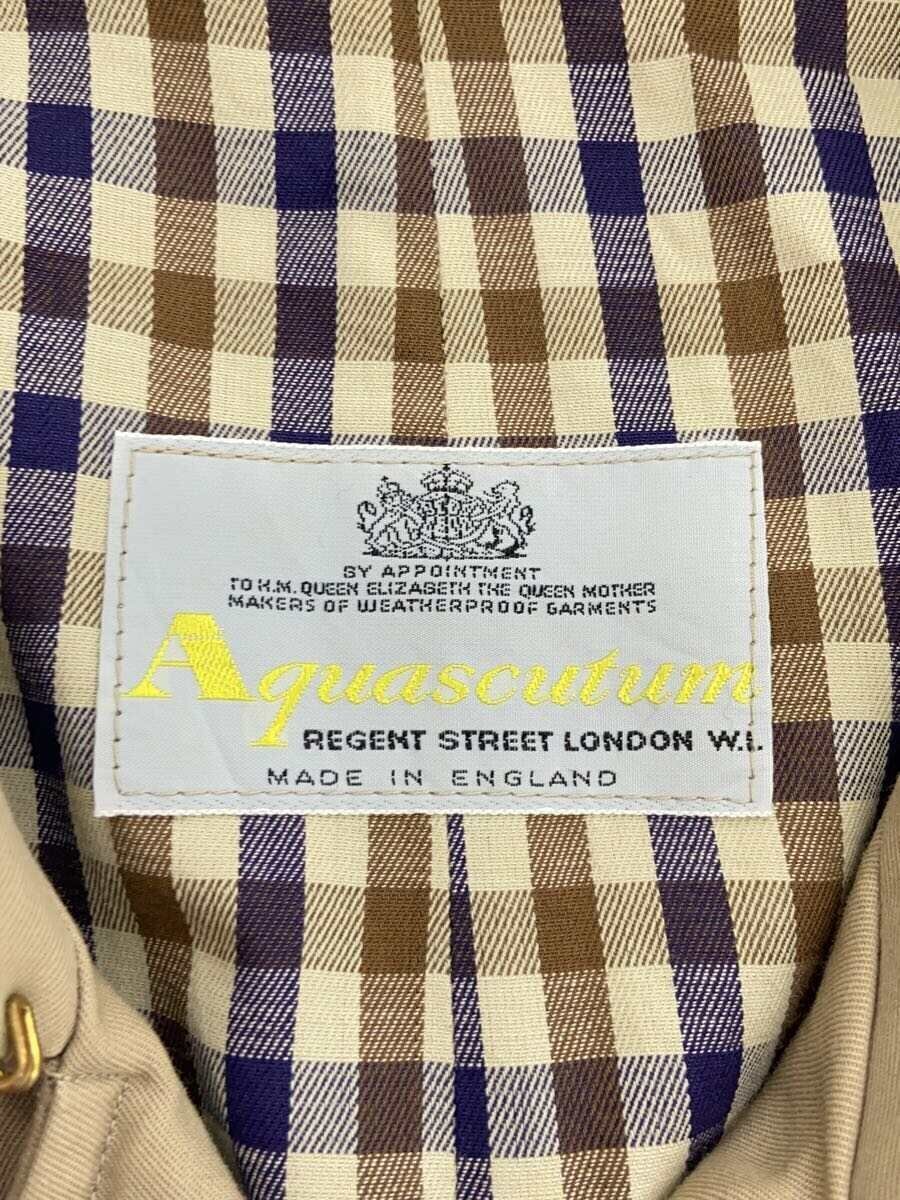 BY APPOINTMENT
TO H.M. QUEEN ELIZABETH THE QUEEN MOTHER
MAKERS OF WEATHERPROOF GARMENTS
Aquascutum
REGENT STREET LONDON W.I.
MADE IN ENGLAND